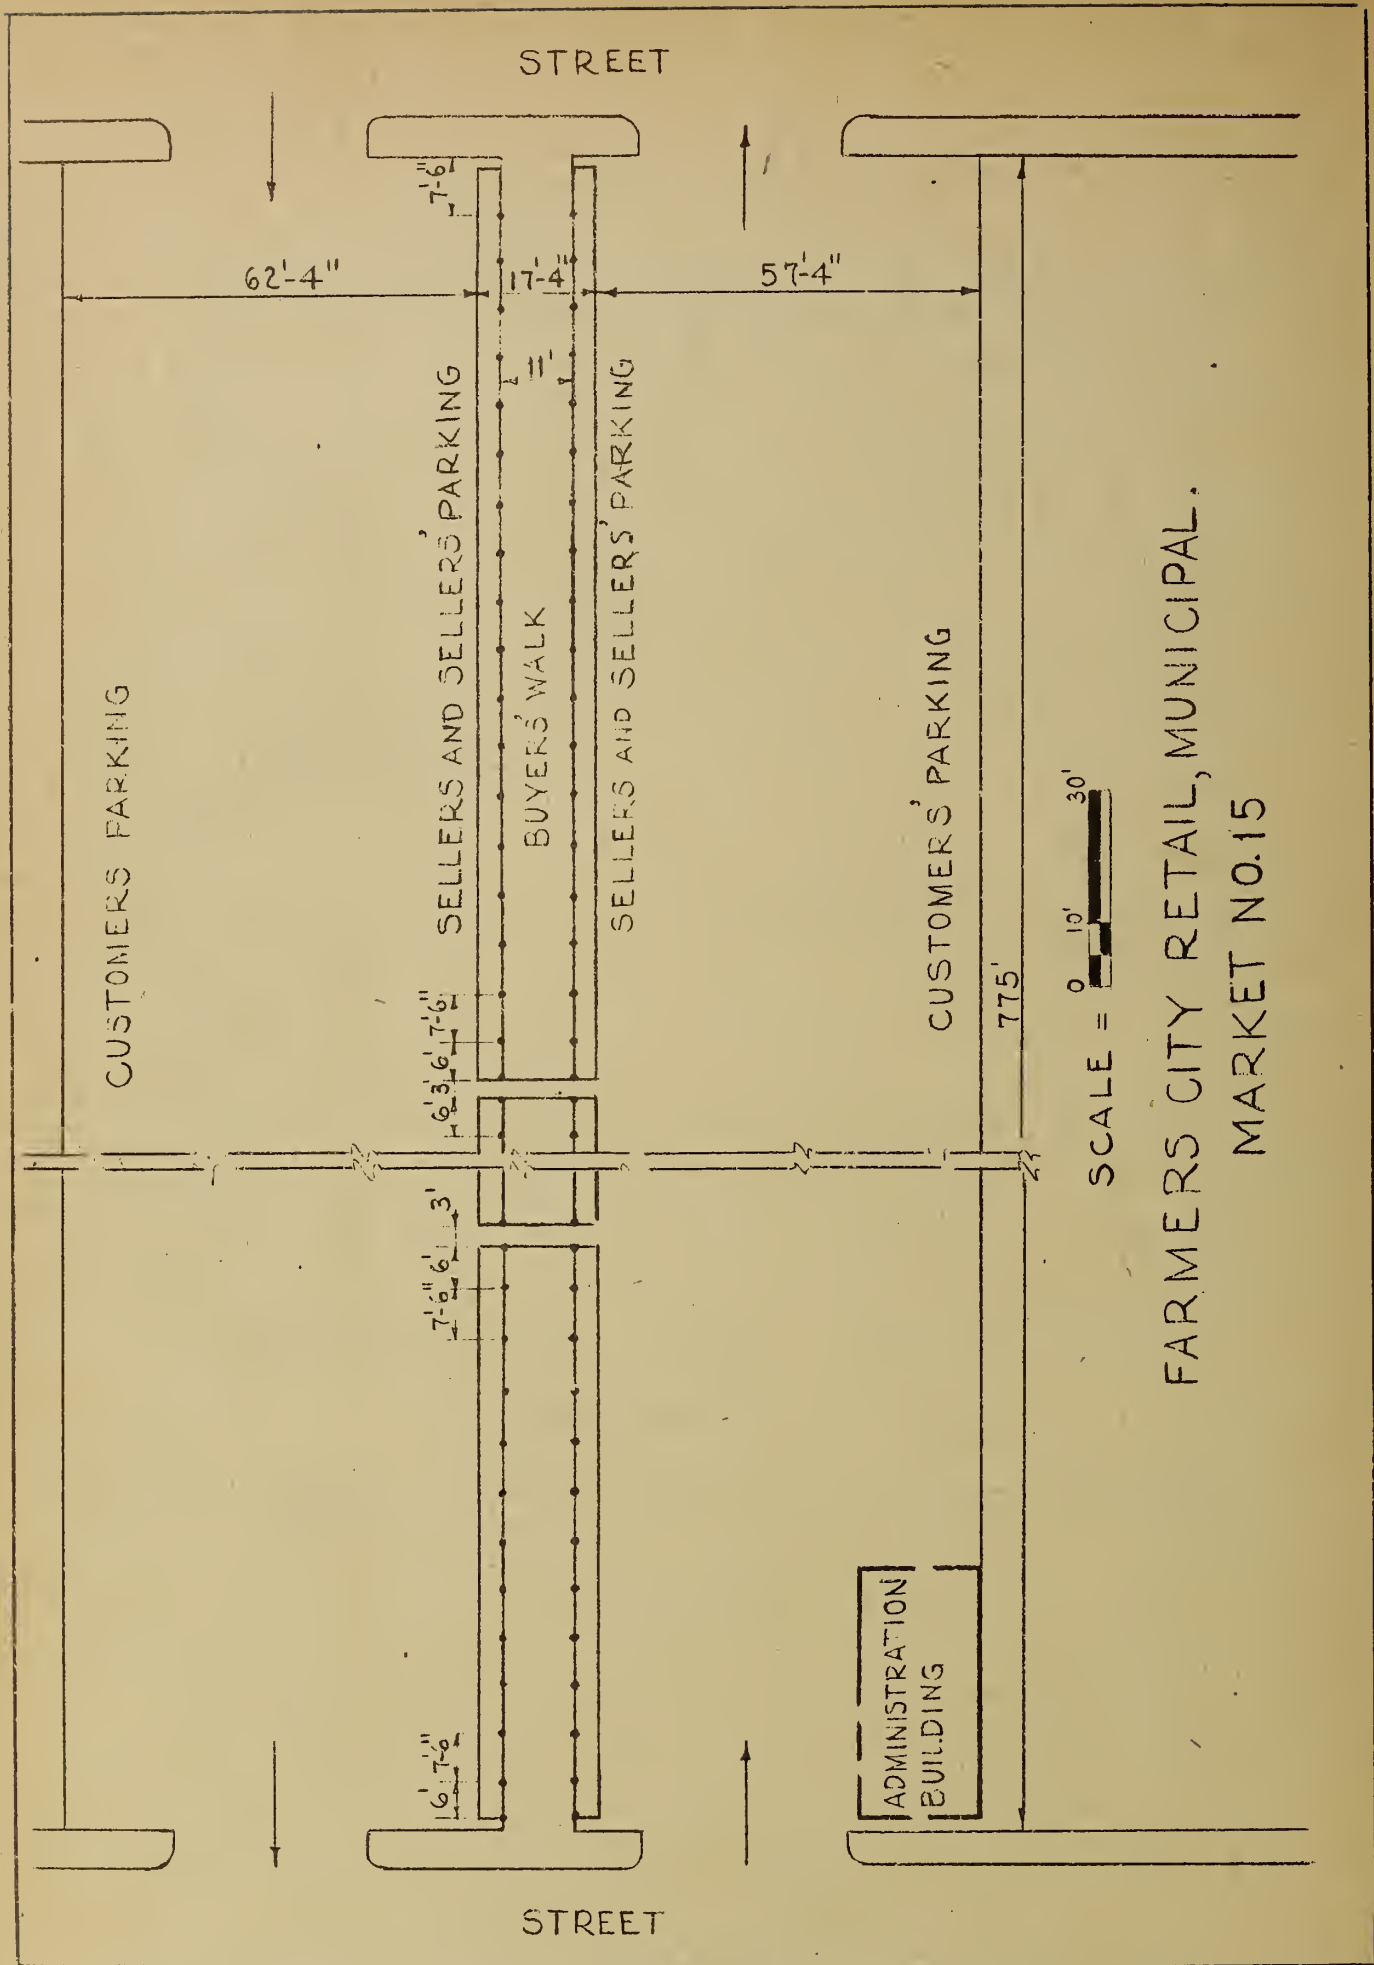 STREET
7'-6"
62'-4"
17'-4"
57'-4"
11'
CUSTOMERS PARKING
SELLERS AND SELLERS' PARKING
BUYERS' WALK
SELLERS AND SELLERS' PARKING
CUSTOMERS' PARKING
775'
6' 3' 6' 7'-6"
7'-6" 6' 3'
6' 7'-6"
ADMINISTRATION
BUILDING
SCALE = 0 10' 30'
FARMERS CITY RETAIL, MUNICIPAL.
MARKET NO. 15
STREET